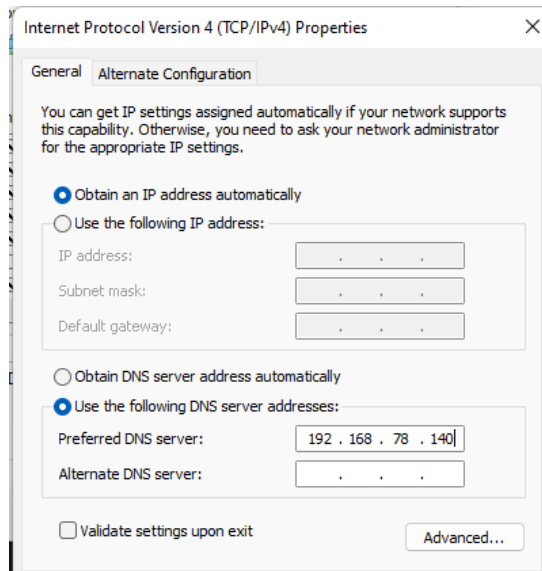 Internet Protocol Version 4 (TCP/IPv4) Properties
General
Alternate Configuration
You can get IP settings assigned automatically if your network supports
this capability. Otherwise, you need to ask your network administrator
for the appropriate IP settings.
Obtain an IP address automatically
Use the following IP address:
IP address:
. . .
Subnet mask:
. . .
Default gateway:
. . .
Obtain DNS server address automatically
Use the following DNS server addresses:
Preferred DNS server:
192 . 168 . 78 . 140
Alternate DNS server:
. . .
Validate settings upon exit
Advanced...